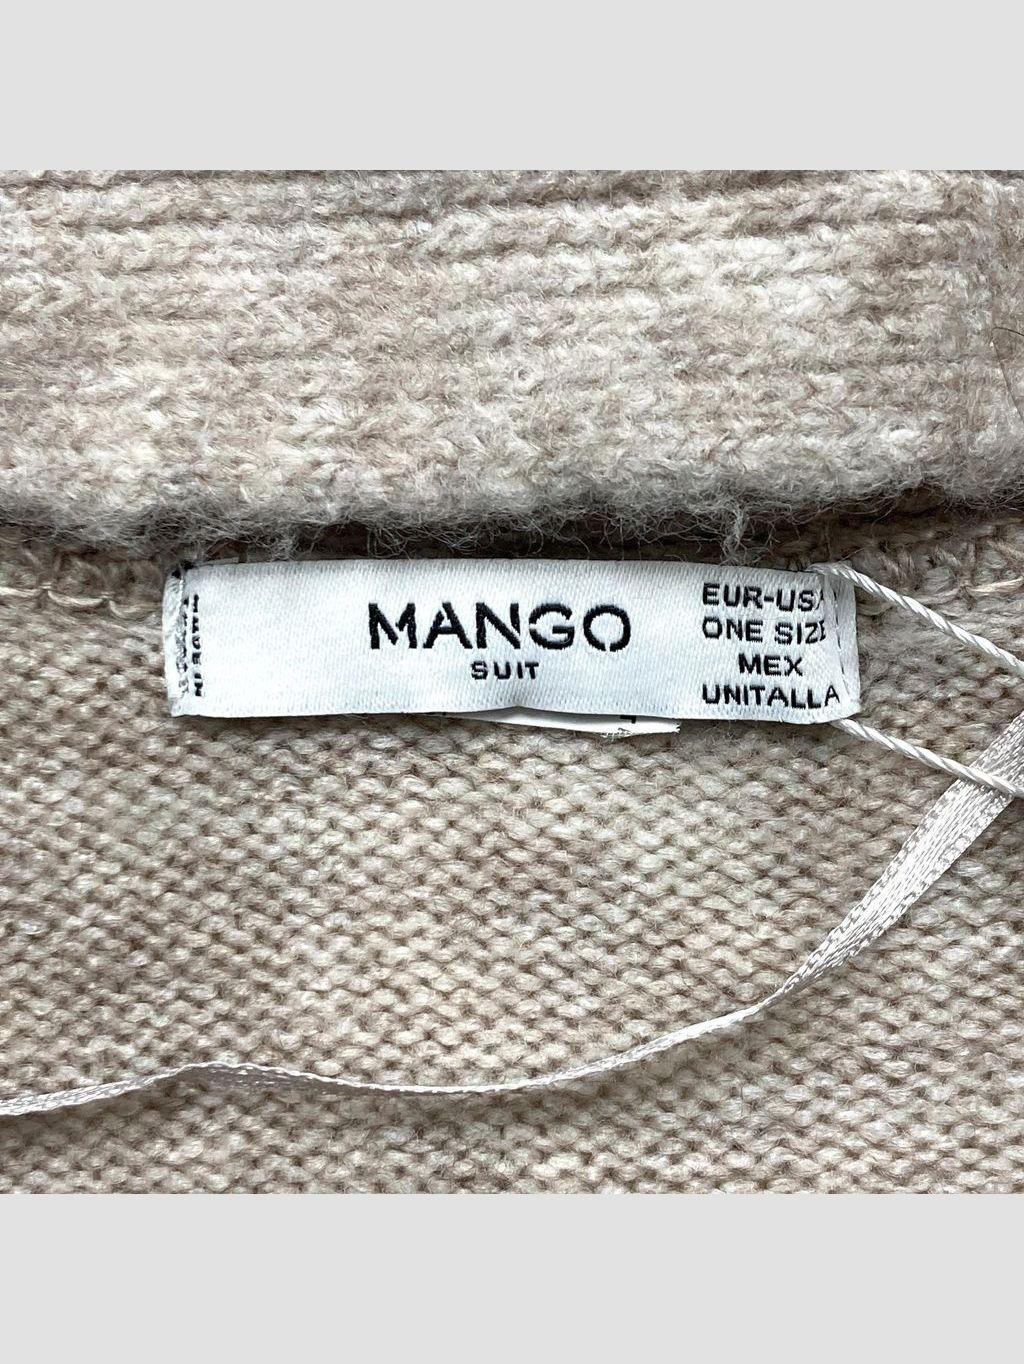 MANGO
SUIT
EUR-USA
ONE SIZE
MEX
UNITALLA